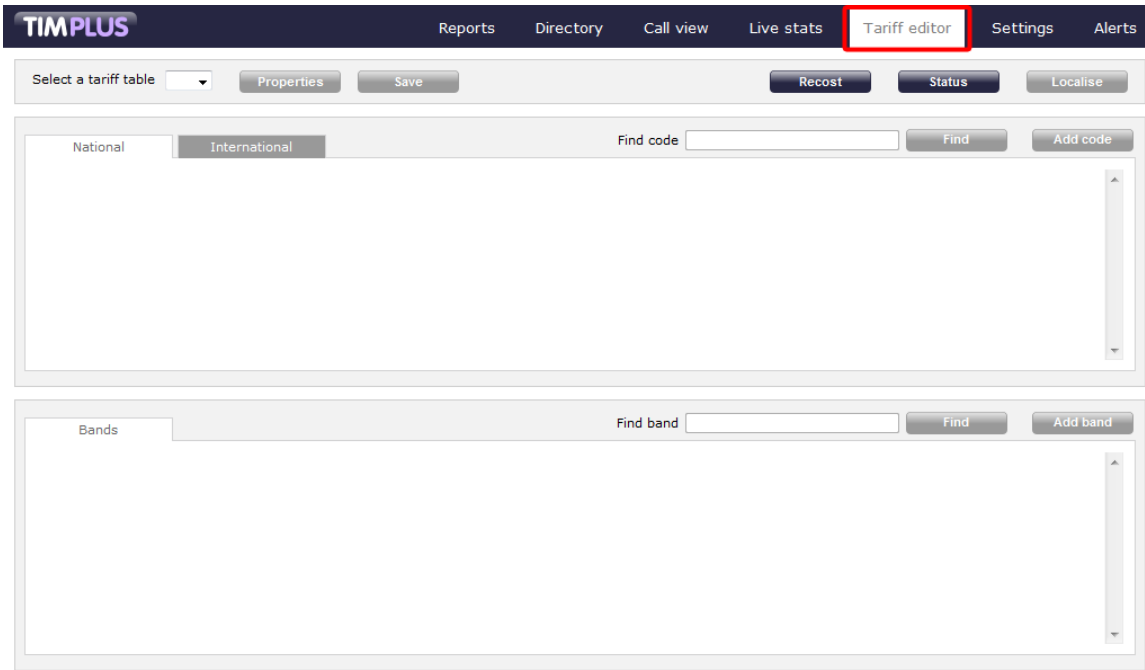 TIMPLUS Reports Directory Call view Live stats Tariff editor Settings Alerts
Select a tariff table Properties Save Recost Status Localise
National International Find code Find Add code
Bands Find band Find Add band